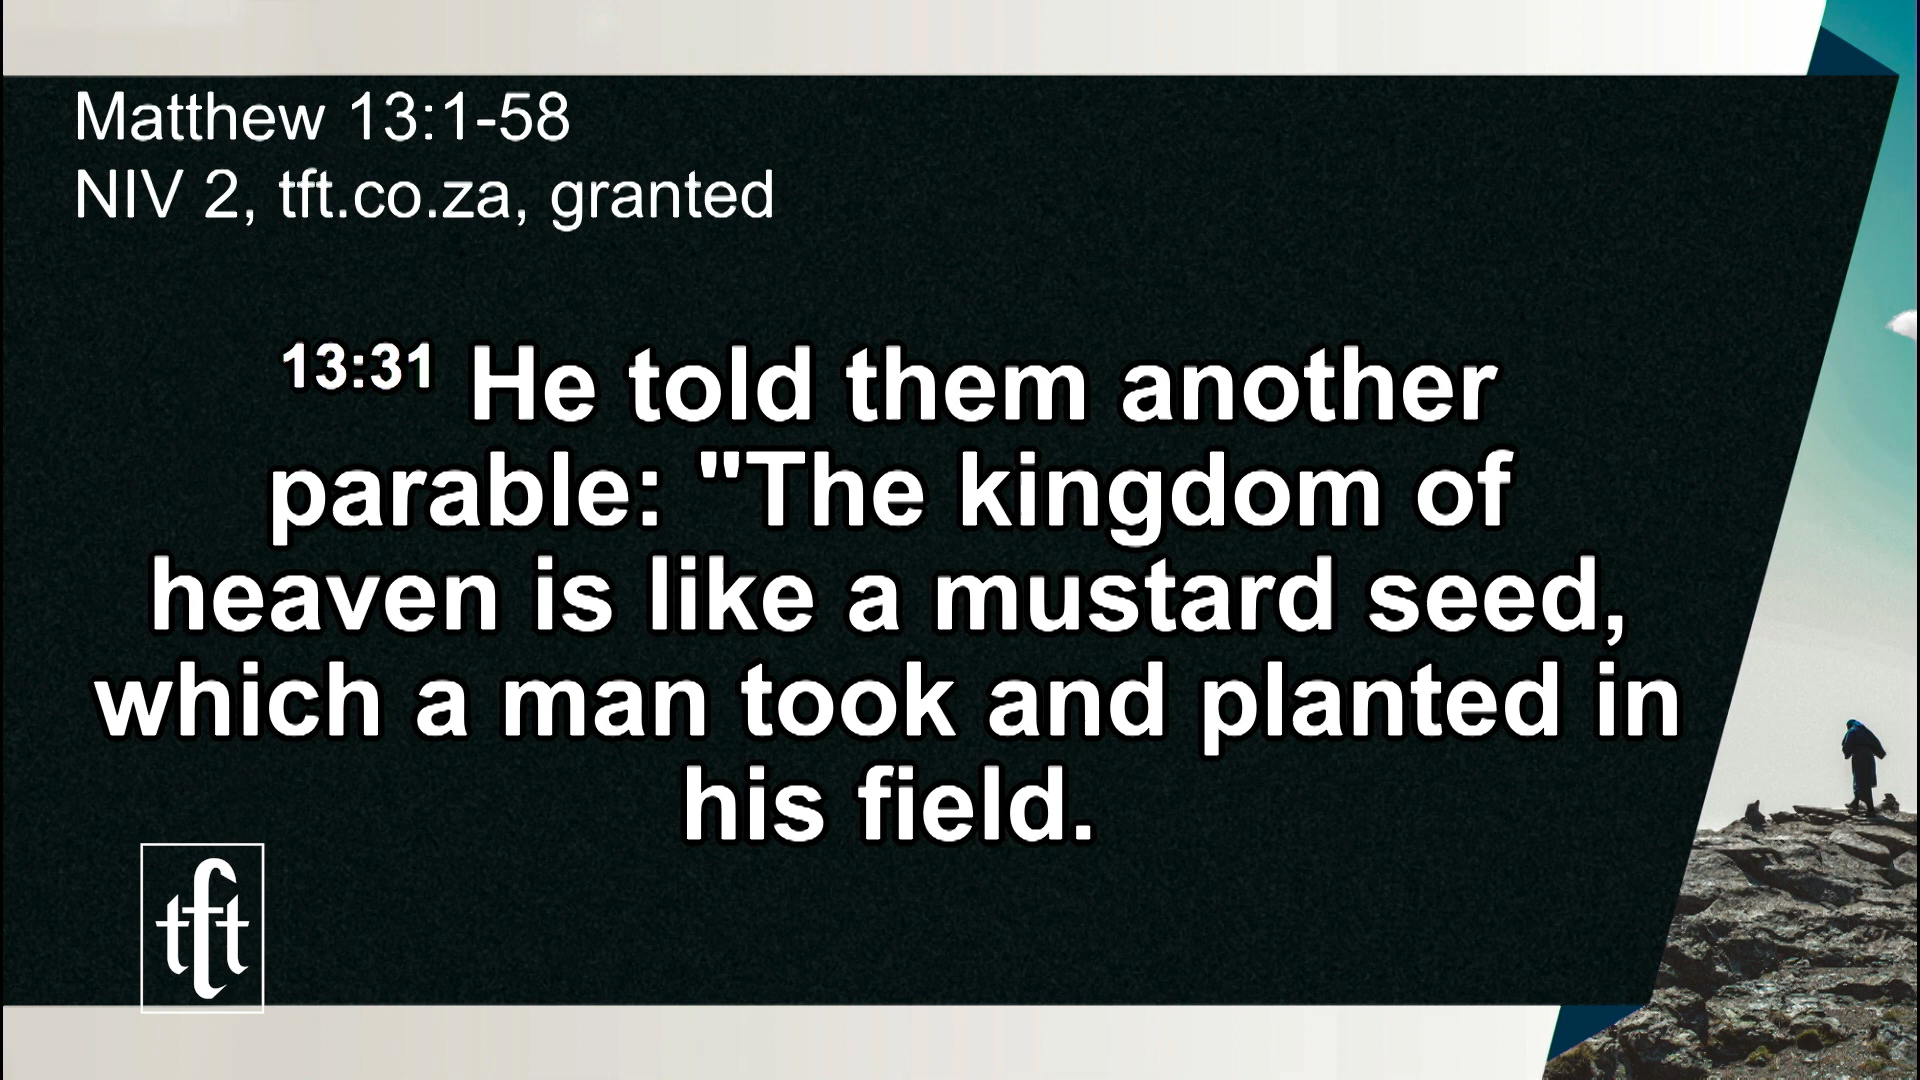 Matthew 13:1-58
NIV 2, tft.co.za, granted
13:31 He told them another
parable: "The kingdom of
heaven is like a mustard seed,
which a man took and planted in
his field.
tft